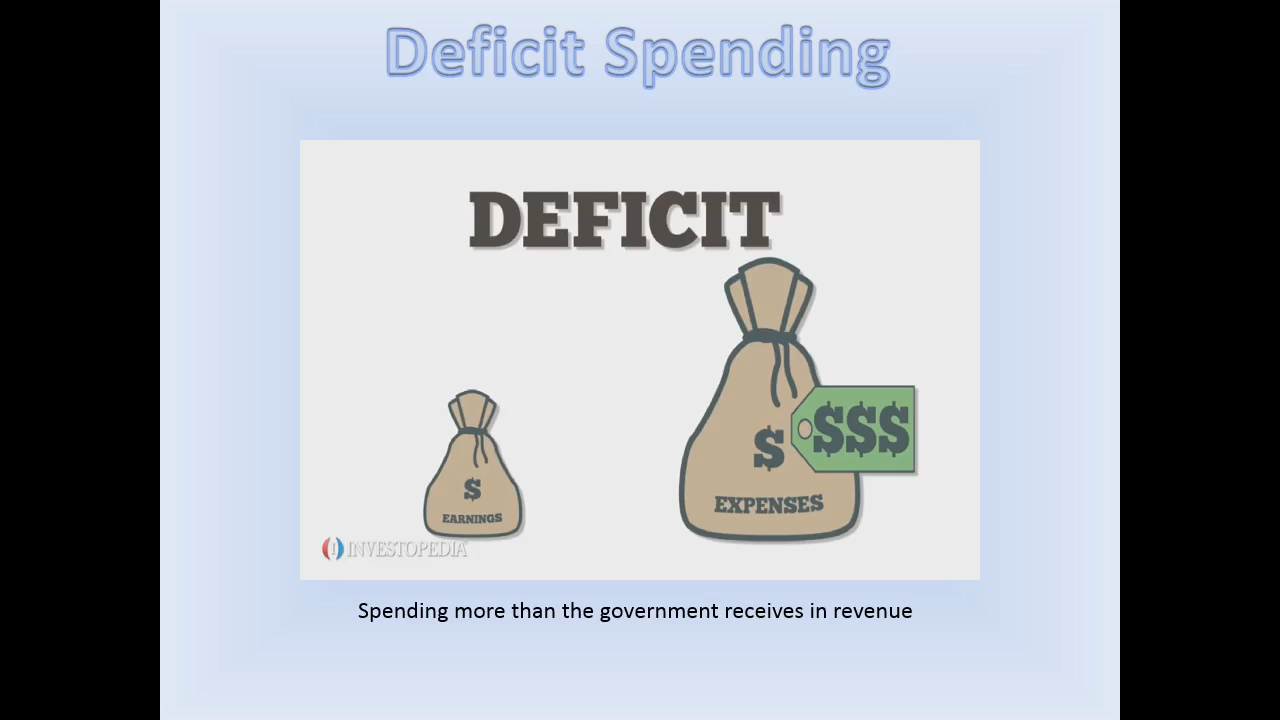 Deficit Spending
DEFICIT
$$$
$
$
EXPENSES
EARNINGS
INVESTOPEDIA
Spending more than the government receives in revenue